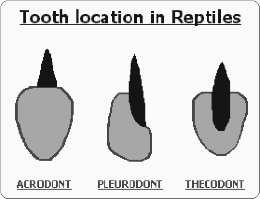 Tooth location in Reptiles
ACRODONT PLEURODONT THECODONT